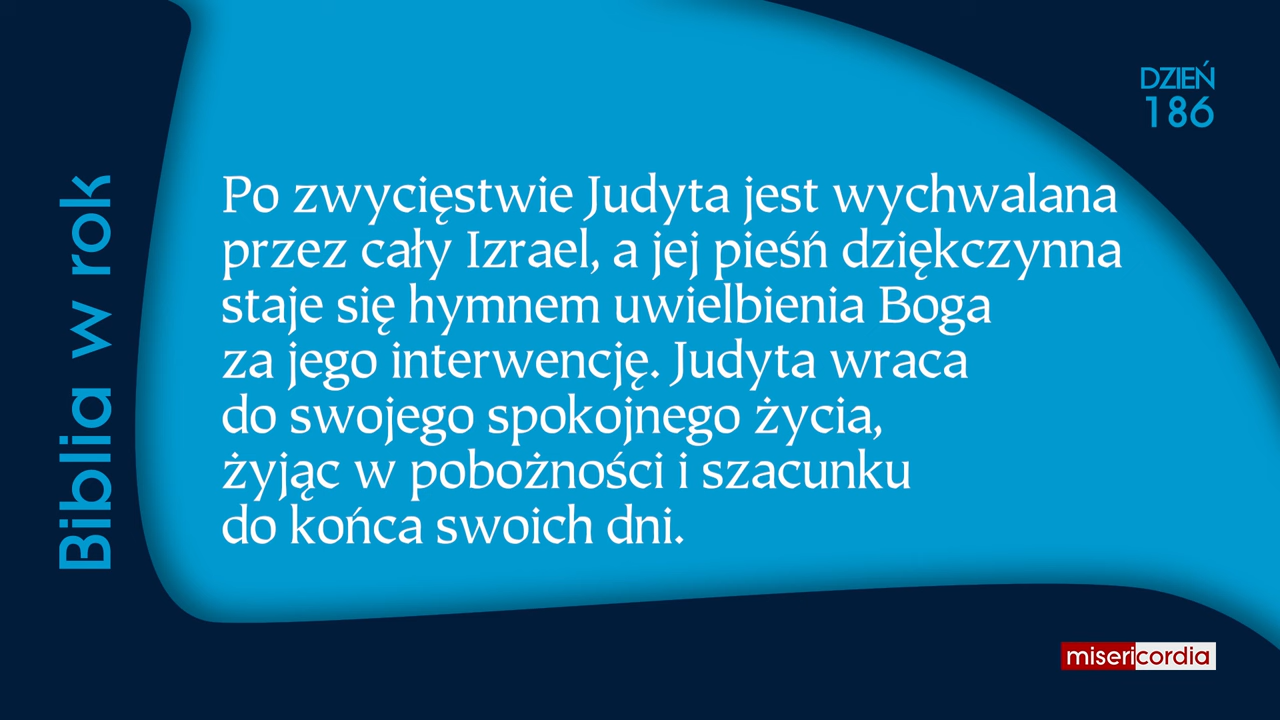 DZIEŃ
186
Biblia w rok
Po zwycięstwie Judyta jest wychwalana
przez cały Izrael, a jej pieśń dziękczynna
staje się hymnem uwielbienia Boga
za jego interwencję. Judyta wraca
do swojego spokojnego życia,
żyjąc w pobożności i szacunku
do końca swoich dni.
misericordia